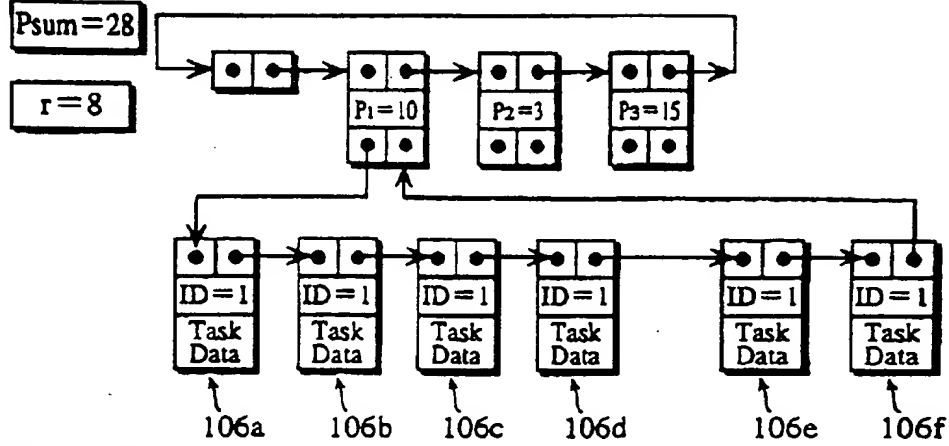 Psum=28
r=8
P1=10
P2=3
P3=15
ID=1
ID=1
ID=1
ID=1
ID=1
ID=1
Task Data
Task Data
Task Data
Task Data
Task Data
Task Data
106a
106b
106c
106d
106e
106f